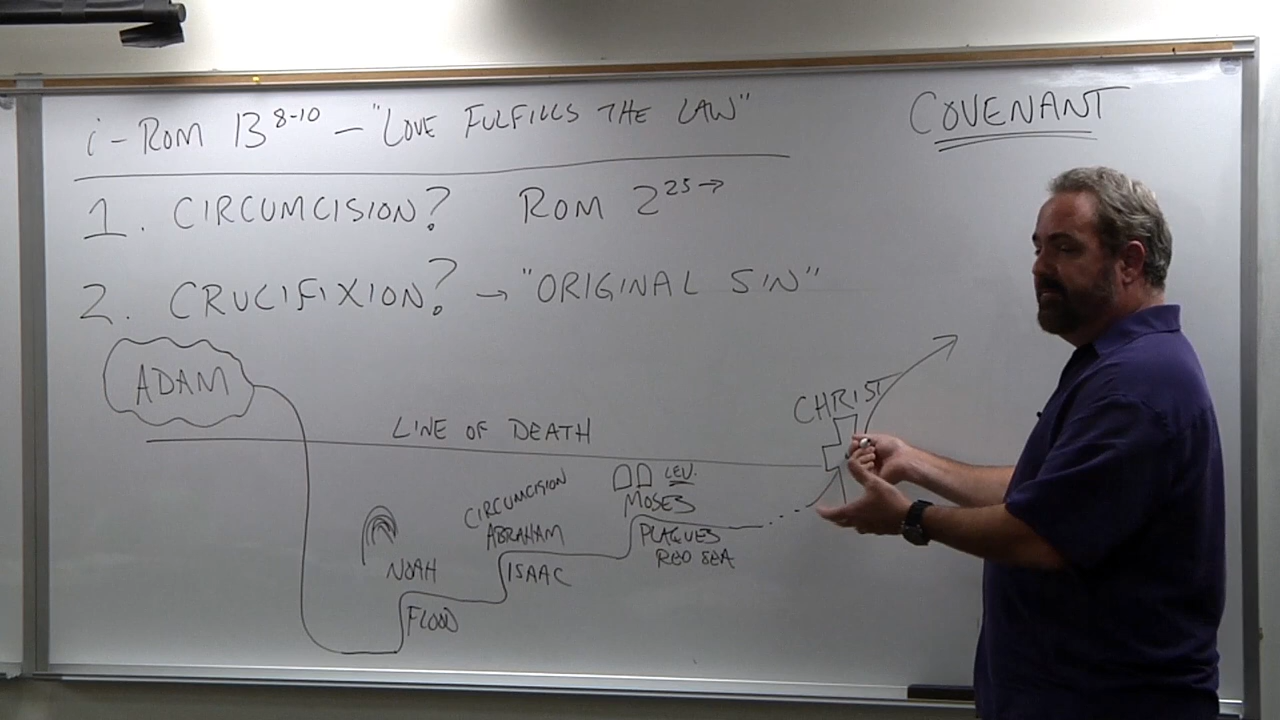 i - ROM 13 8-10 - "LOVE FULFILLS THE LAW"
COVENANT
1. CIRCUMCISION? ROM 2 25→
2. CRUCIFIXION? → "ORIGINAL SIN"
ADAM
CHRIST
LINE OF DEATH
LEV.
CIRCUMCISION
MOSES
ABRAHAM
PLAGUES
RED SEA
NOAH
ISAAC
FLOOD